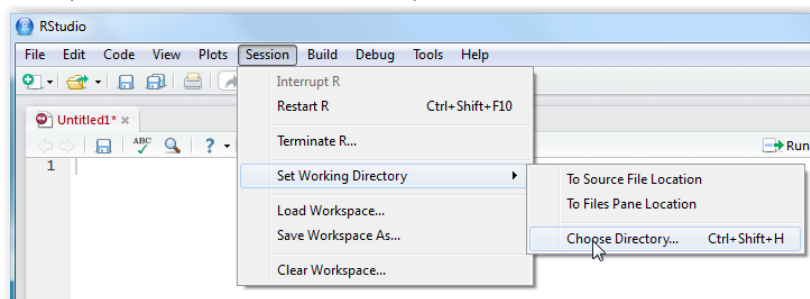 RStudio
File Edit Code View Plots Session Build Debug Tools Help
Interrupt R
Restart R Ctrl+Shift+F10
Untitled1* ×
ABC ?
Terminate R...
Run
1
Set Working Directory
To Source File Location
To Files Pane Location
Load Workspace...
Save Workspace As...
Choose Directory... Ctrl+Shift+H
Clear Workspace...